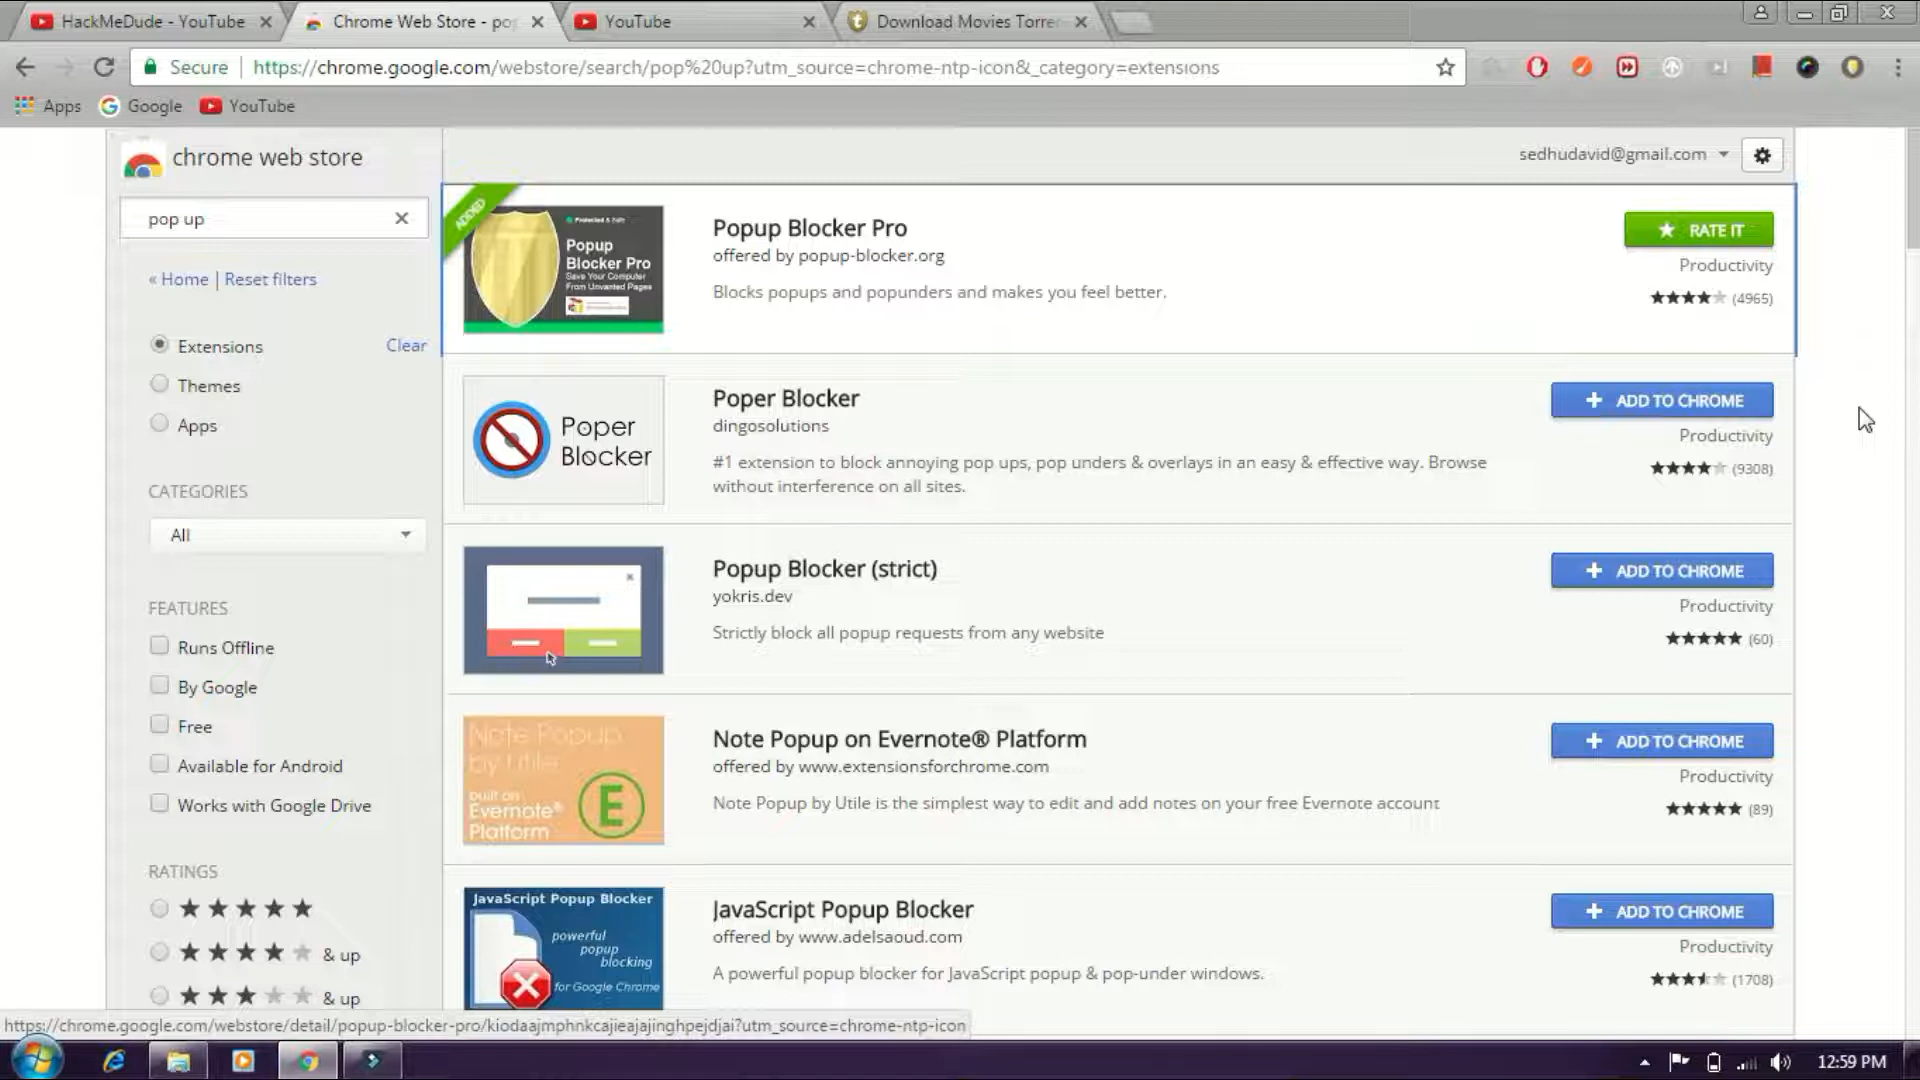 HackMeDude - YouTube
Chrome Web Store - po
YouTube
Download Movies Torre
Secure
https://chrome.google.com/webstore/search/pop%20up?utm_source=chrome-ntp-icon&_category=extensions
Apps
Google
YouTube
chrome web store
sedhudavid@gmail.com
pop up
« Home | Reset filters
Extensions
Clear
Themes
Apps
CATEGORIES
All
FEATURES
Runs Offline
By Google
Free
Available for Android
Works with Google Drive
RATINGS
& up
& up
ADDED
Protected & Safe
Popup
Blocker Pro
Save Your Computer
From Unwanted Pages
Popup Blocker Pro
offered by popup-blocker.org
Blocks popups and popunders and makes you feel better.
RATE IT
Productivity
(4965)
Poper
Blocker
Poper Blocker
dingosolutions
#1 extension to block annoying pop ups, pop unders & overlays in an easy & effective way. Browse
without interference on all sites.
ADD TO CHROME
Productivity
(9308)
Popup Blocker (strict)
yokris.dev
Strictly block all popup requests from any website
ADD TO CHROME
Productivity
(60)
Note Popup
by Utile
built on
Evernote®
Platform
E
Note Popup on Evernote® Platform
offered by www.extensionsforchrome.com
Note Popup by Utile is the simplest way to edit and add notes on your free Evernote account
ADD TO CHROME
Productivity
(89)
JavaScript Popup Blocker
powerful
popup
blocking
for Google Chrome
JavaScript Popup Blocker
offered by www.adelsaoud.com
A powerful popup blocker for JavaScript popup & pop-under windows.
ADD TO CHROME
Productivity
(1708)
https://chrome.google.com/webstore/detail/popup-blocker-pro/kiodaajmphnkcajieajajinghpejdjai?utm_source=chrome-ntp-icon
12:59 PM